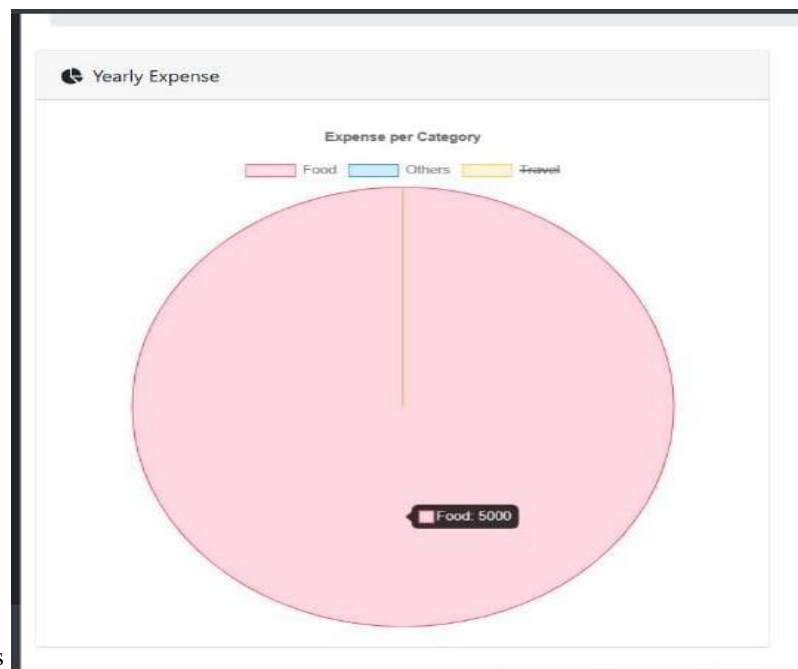 Yearly Expense
Expense per Category
Food Others Travel
Food: 5000
s